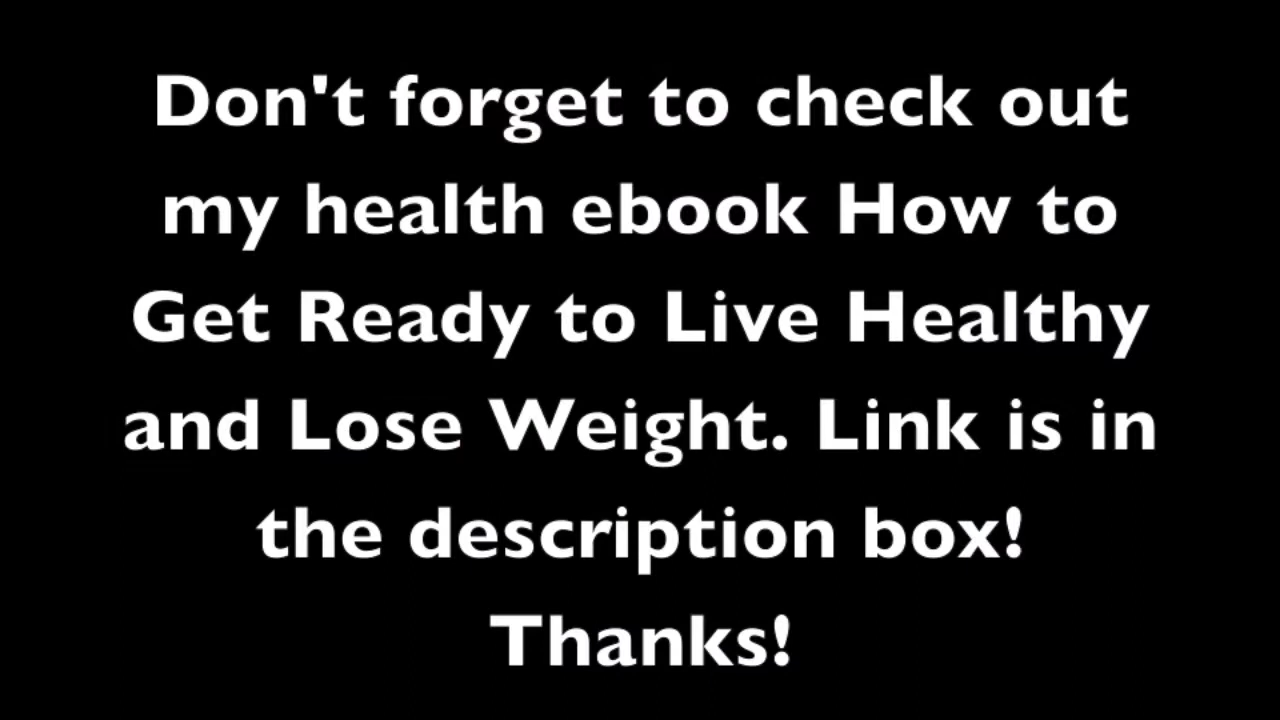 Don't forget to check out
my health ebook How to
Get Ready to Live Healthy
and Lose Weight. Link is in
the description box!
Thanks!